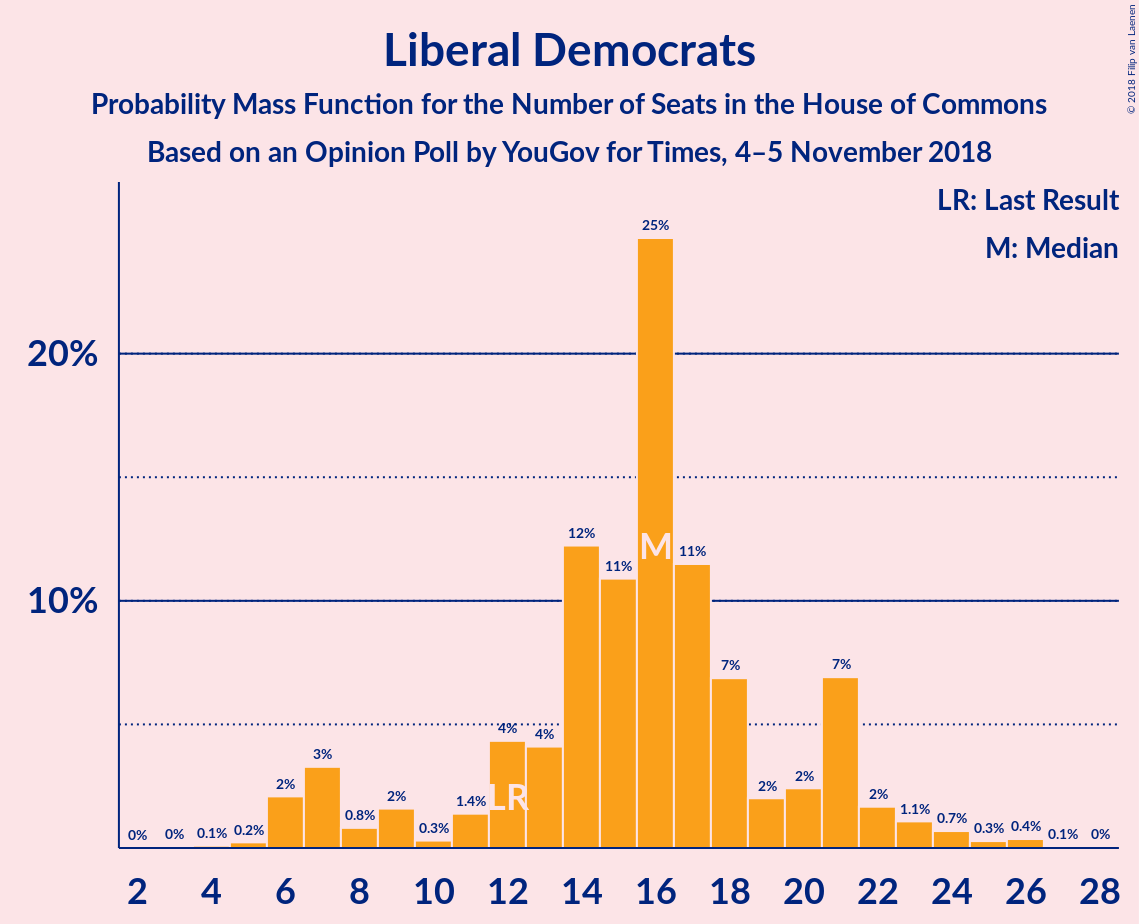 © 2018 Filip van Laenen
Liberal Democrats
Probability Mass Function for the Number of Seats in the House of Commons
Based on an Opinion Poll by YouGov for Times, 4–5 November 2018
LR: Last Result
M: Median
20%
10%
0% 0% 0.1% 0.2% 2% 3% 0.8% 2% 0.3% 1.4% 4% 4% 12% 11% 25% 11% 7% 2% 2% 7% 2% 1.1% 0.7% 0.3% 0.4% 0.1% 0%
M
LR
2 4 6 8 10 12 14 16 18 20 22 24 26 28